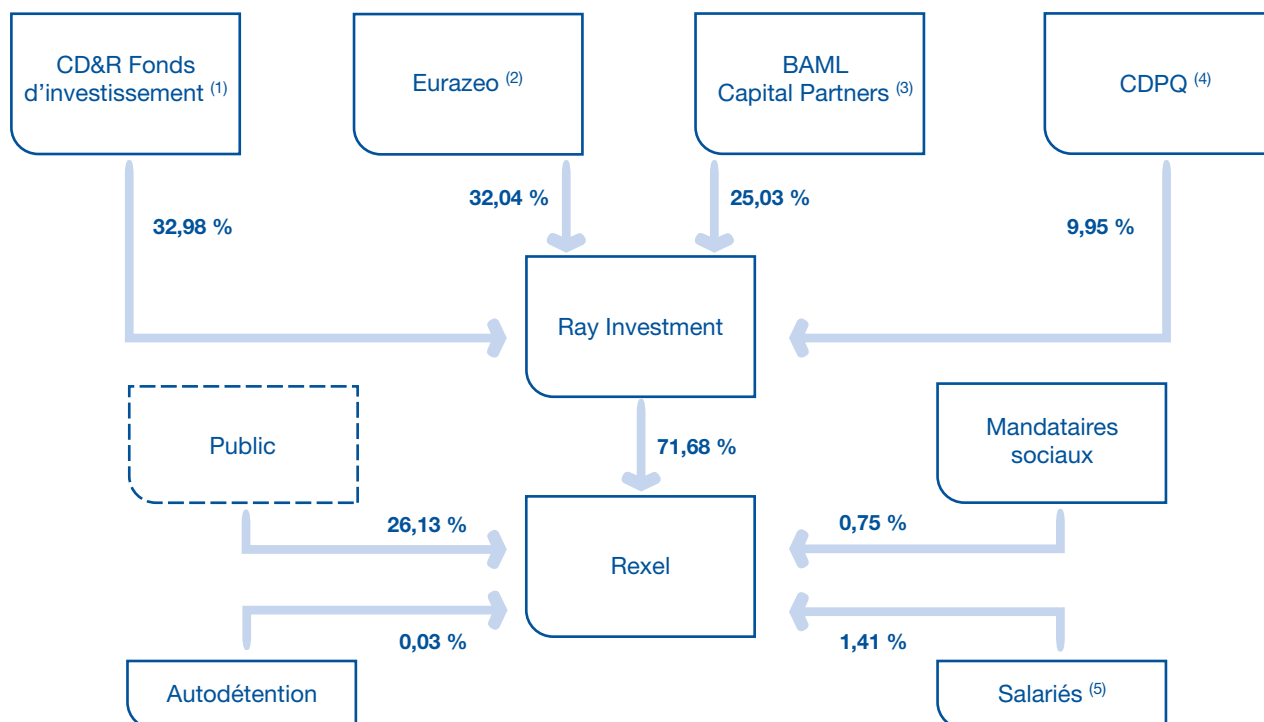 CD&R Fonds
d’investissement (1)
Eurazeo (2)
BAML
Capital Partners (3)
CDPQ (4)
32,98 %
32,04 %
25,03 %
9,95 %
Ray Investment
71,68 %
Public
Mandataires
sociaux
26,13 %
0,75 %
Rexel
0,03 %
1,41 %
Autodétention
Salariés (5)